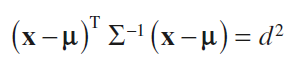 (x − μ)ᵀ Σ⁻¹ (x − μ) = d²